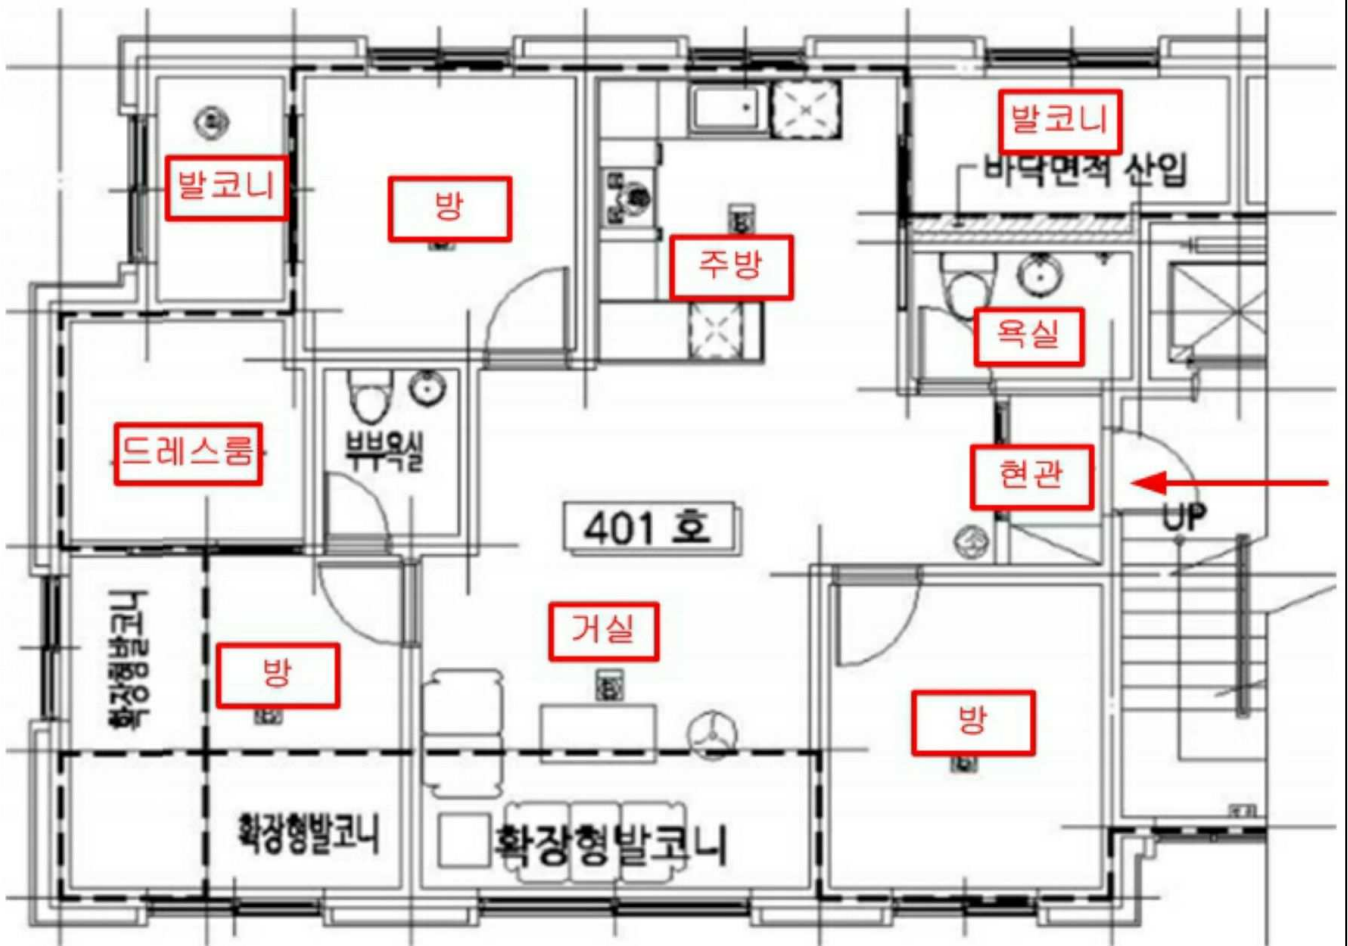 발코니
바닥면적 산입
발코니
방
주방
욕실
드레스룸
부부욕실
현관
UP
401 호
거실
확장형발코니
방
방
확장형발코니
확장형발코니